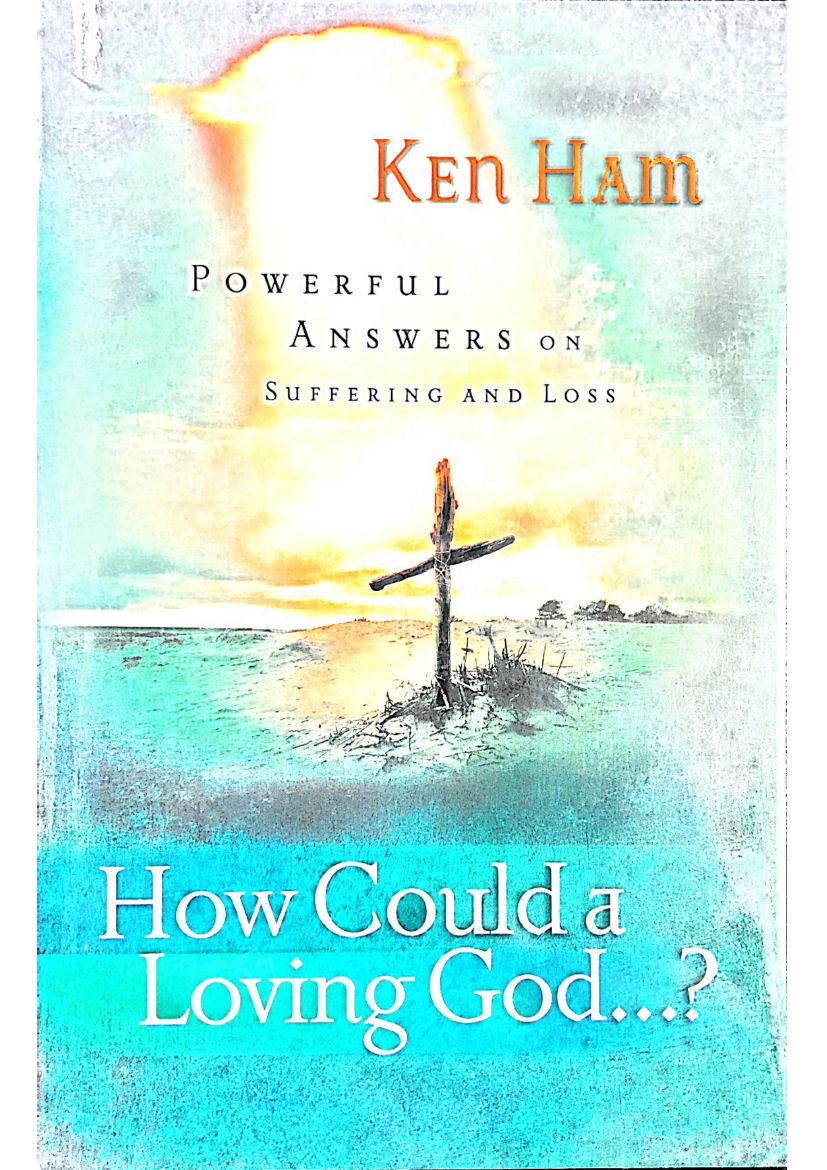 Ken Ham
Powerful
Answers on
Suffering and Loss
How Could a
Loving God...?